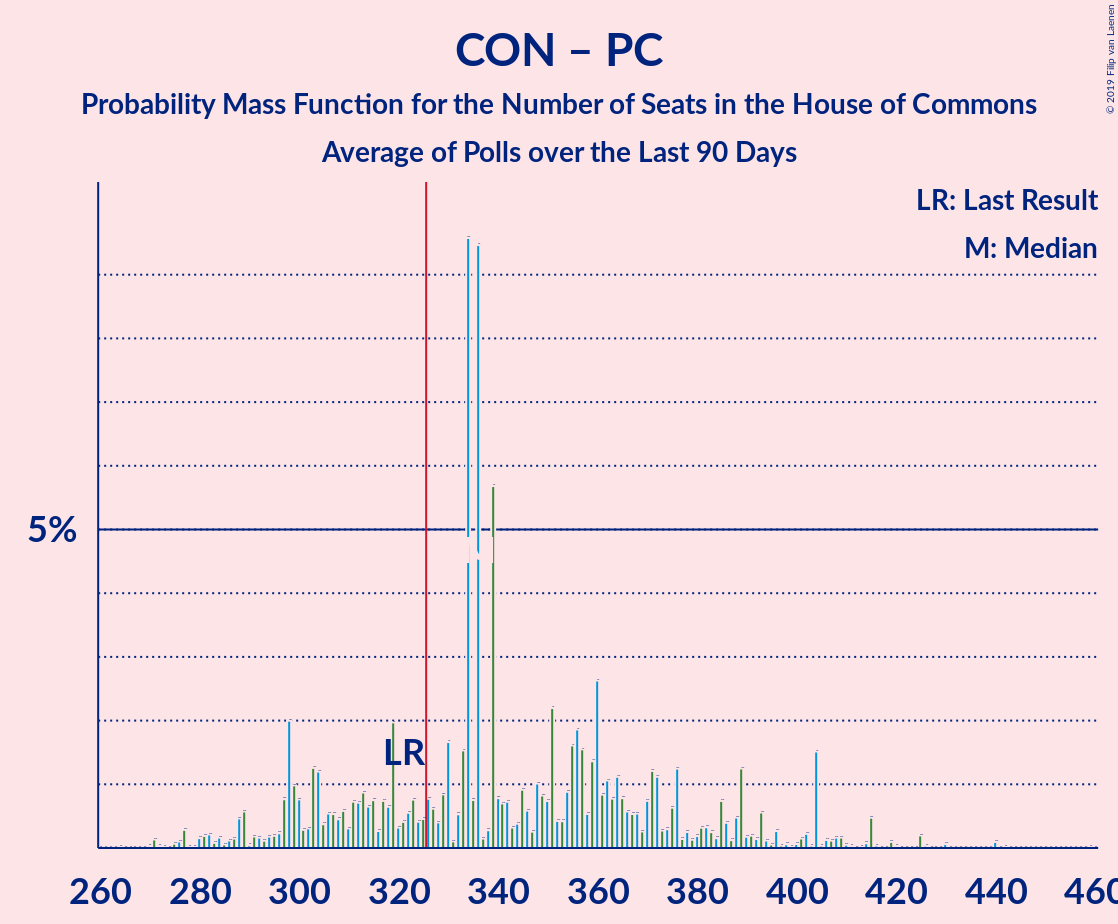 CON – PC
Probability Mass Function for the Number of Seats in the House of Commons
Average of Polls over the Last 90 Days
© 2019 Filip van Laenen
LR: Last Result
M: Median
5%
LR
260 280 300 320 340 360 380 400 420 440 460